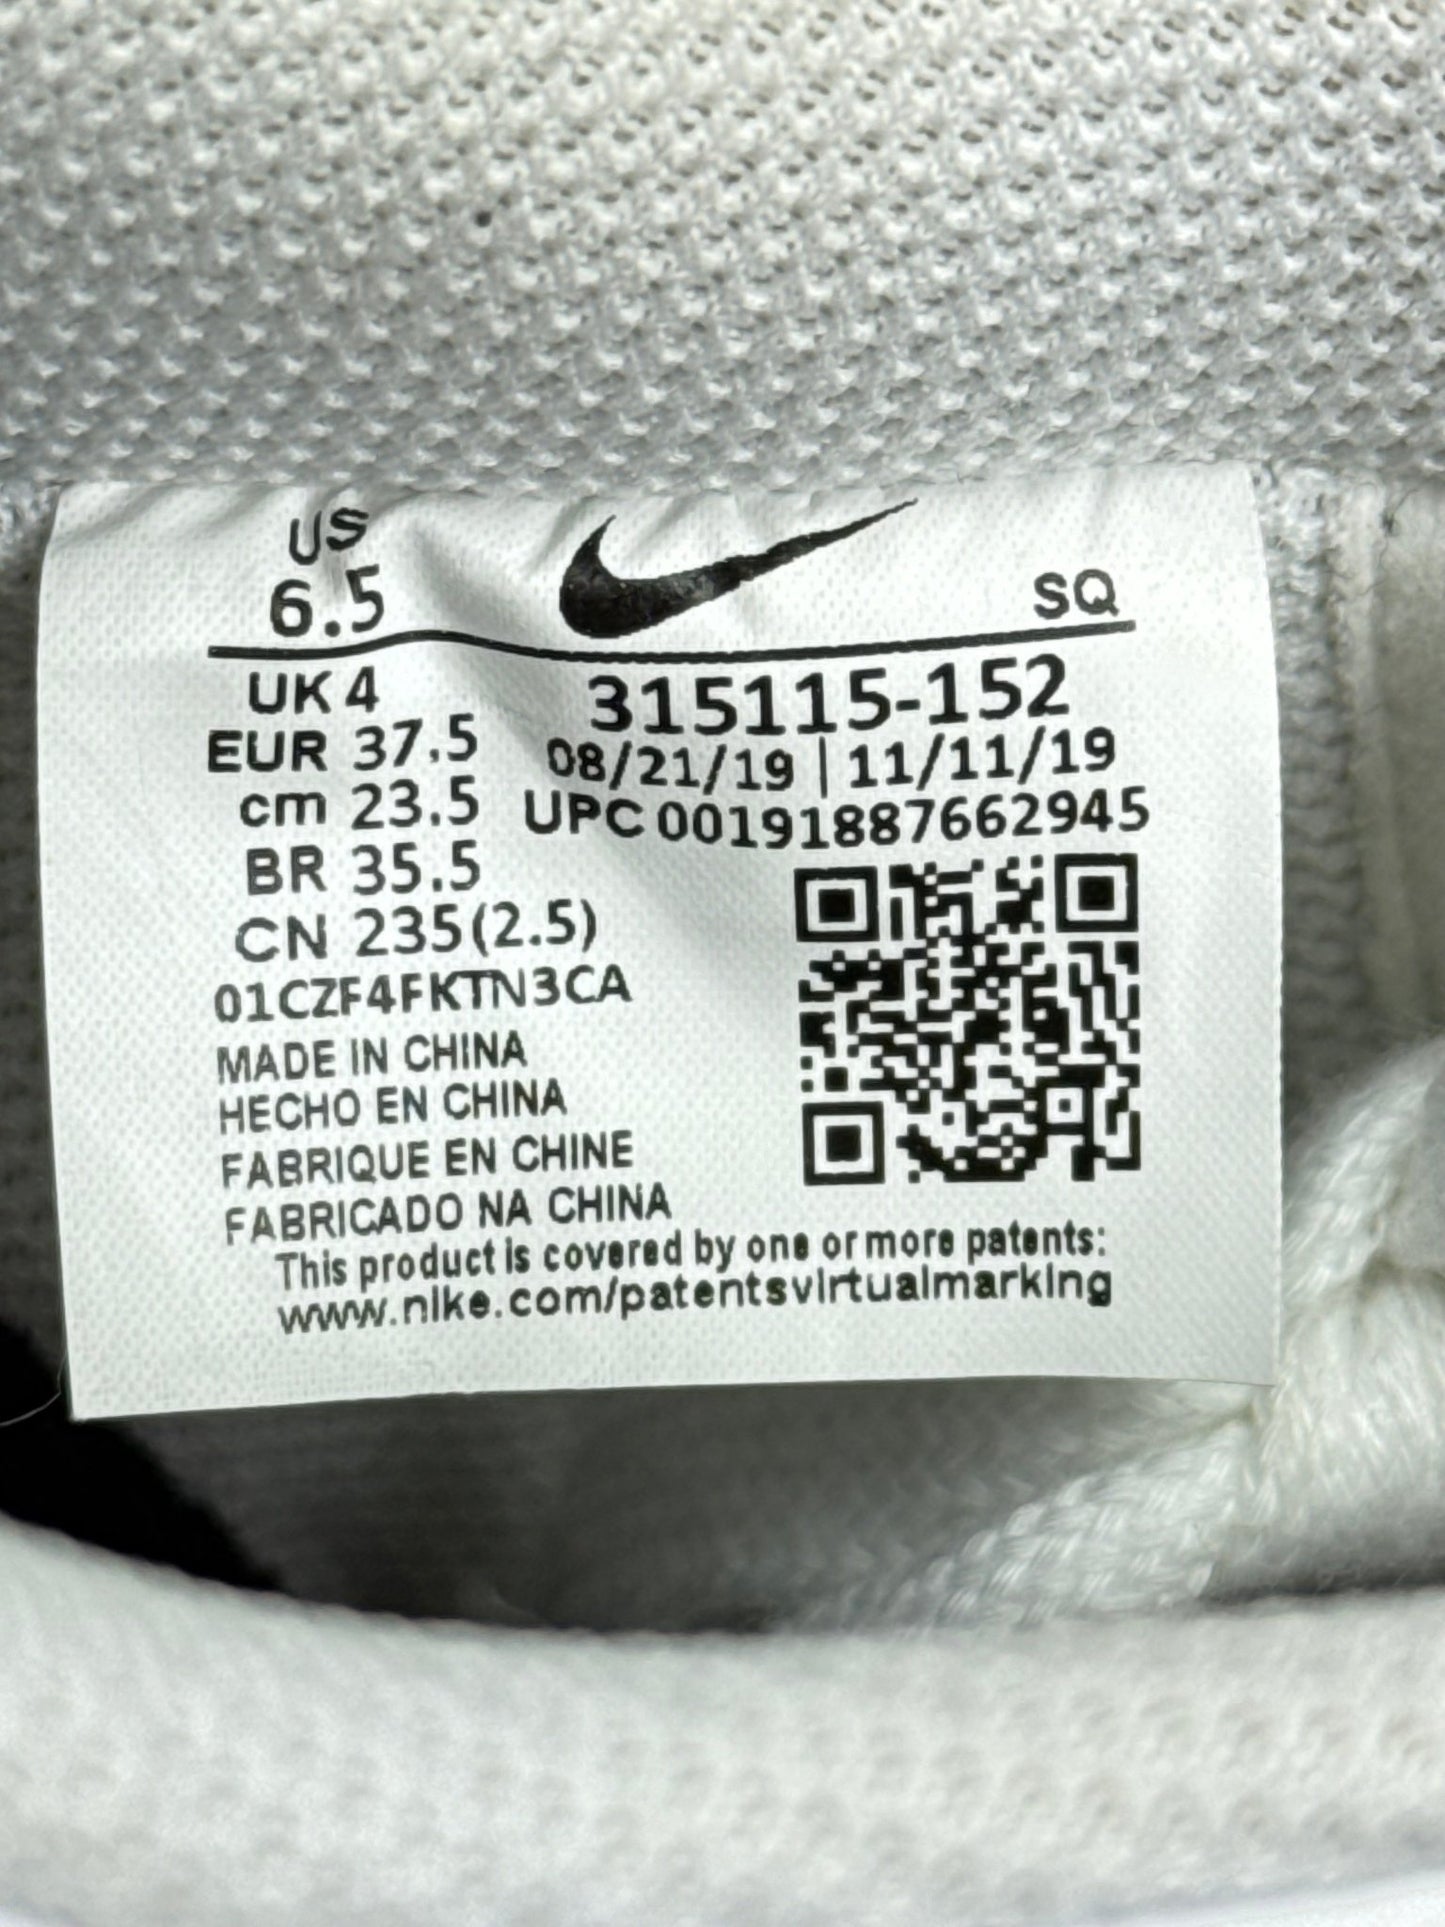 US
6.5
SQ
UK 4
EUR 37.5
cm 23.5
BR 35.5
CN 235(2.5)
01CZF4FKTN3CA
315115-152
08/21/19 | 11/11/19
UPC 00191887662945
MADE IN CHINA
HECHO EN CHINA
FABRIQUE EN CHINE
FABRICADO NA CHINA
This product is covered by one or more patents:
www.nike.com/patentsvirtualmarking